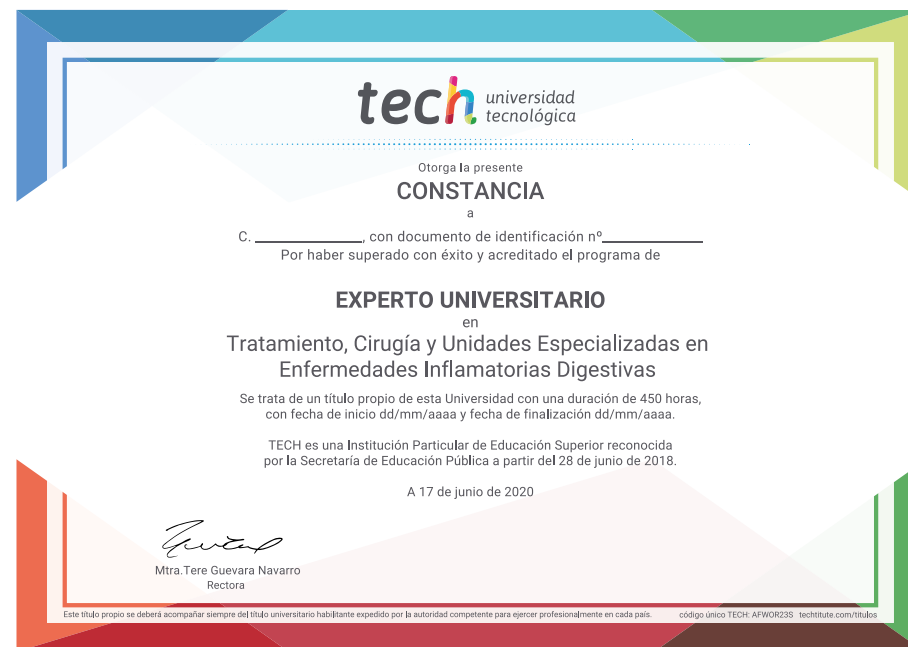 tech universidad
tecnológica
Otorga la presente
CONSTANCIA
a
C. ______________, con documento de identificación nº______________
Por haber superado con éxito y acreditado el programa de
EXPERTO UNIVERSITARIO
en
Tratamiento, Cirugía y Unidades Especializadas en
Enfermedades Inflamatorias Digestivas
Se trata de un título propio de esta Universidad con una duración de 450 horas,
con fecha de inicio dd/mm/aaaa y fecha de finalización dd/mm/aaaa.
TECH es una Institución Particular de Educación Superior reconocida
por la Secretaría de Educación Pública a partir del 28 de junio de 2018.
A 17 de junio de 2020
Mtra.Tere Guevara Navarro
Rectora
Este título propio se deberá acompañar siempre del título universitario habilitante expedido por la autoridad competente para ejercer profesionalmente en cada país. código único TECH: AFWOR23S techtitute.com/titulos